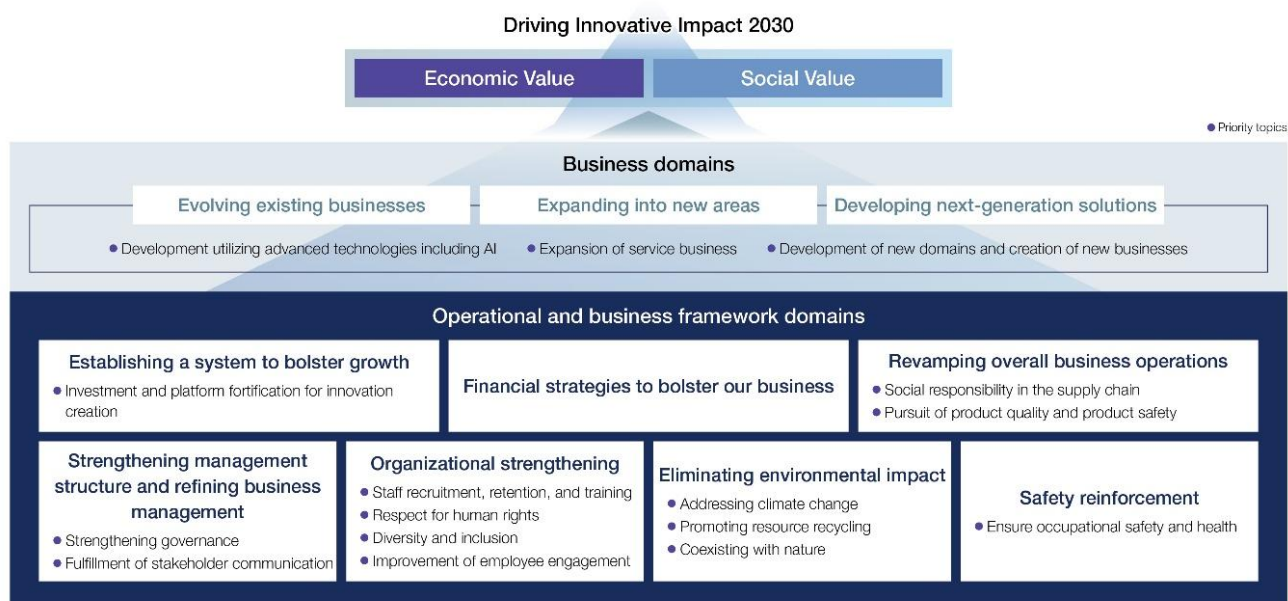 Driving Innovative Impact 2030
Economic Value
Social Value
● Priority topics
Business domains
Evolving existing businesses
Expanding into new areas
Developing next-generation solutions
● Development utilizing advanced technologies including AI
● Expansion of service business
● Development of new domains and creation of new businesses
Operational and business framework domains
Establishing a system to bolster growth
● Investment and platform fortification for innovation
creation
Financial strategies to bolster our business
Revamping overall business operations
● Social responsibility in the supply chain
● Pursuit of product quality and product safety
Strengthening management
structure and refining business
management
● Strengthening governance
● Fulfillment of stakeholder communication
Organizational strengthening
● Staff recruitment, retention, and training
● Respect for human rights
● Diversity and inclusion
● Improvement of employee engagement
Eliminating environmental impact
● Addressing climate change
● Promoting resource recycling
● Coexisting with nature
Safety reinforcement
● Ensure occupational safety and health